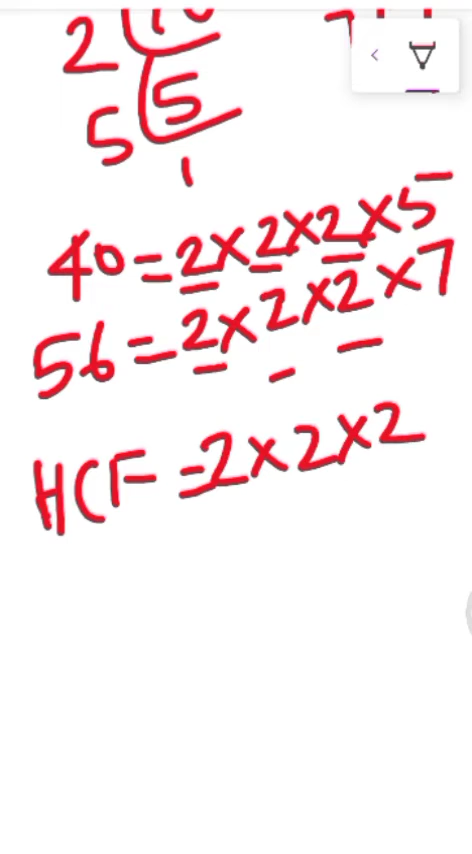 2
5 5
1
40 = 2 × 2 × 2 × 5
56 = 2 × 2 × 2 × 7
HCF = 2 × 2 × 2